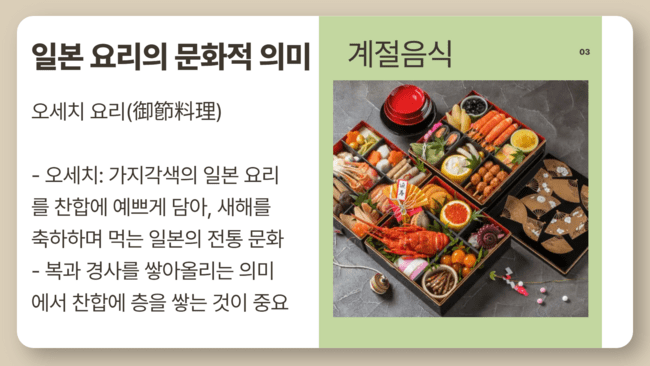 일본 요리의 문화적 의미
오세치 요리(御節料理)
- 오세치: 가지각색의 일본 요리
를 찬합에 예쁘게 담아, 새해를
축하하며 먹는 일본의 전통 문화
- 복과 경사를 쌓아올리는 의미
에서 찬합에 층을 쌓는 것이 중요
계절음식
03